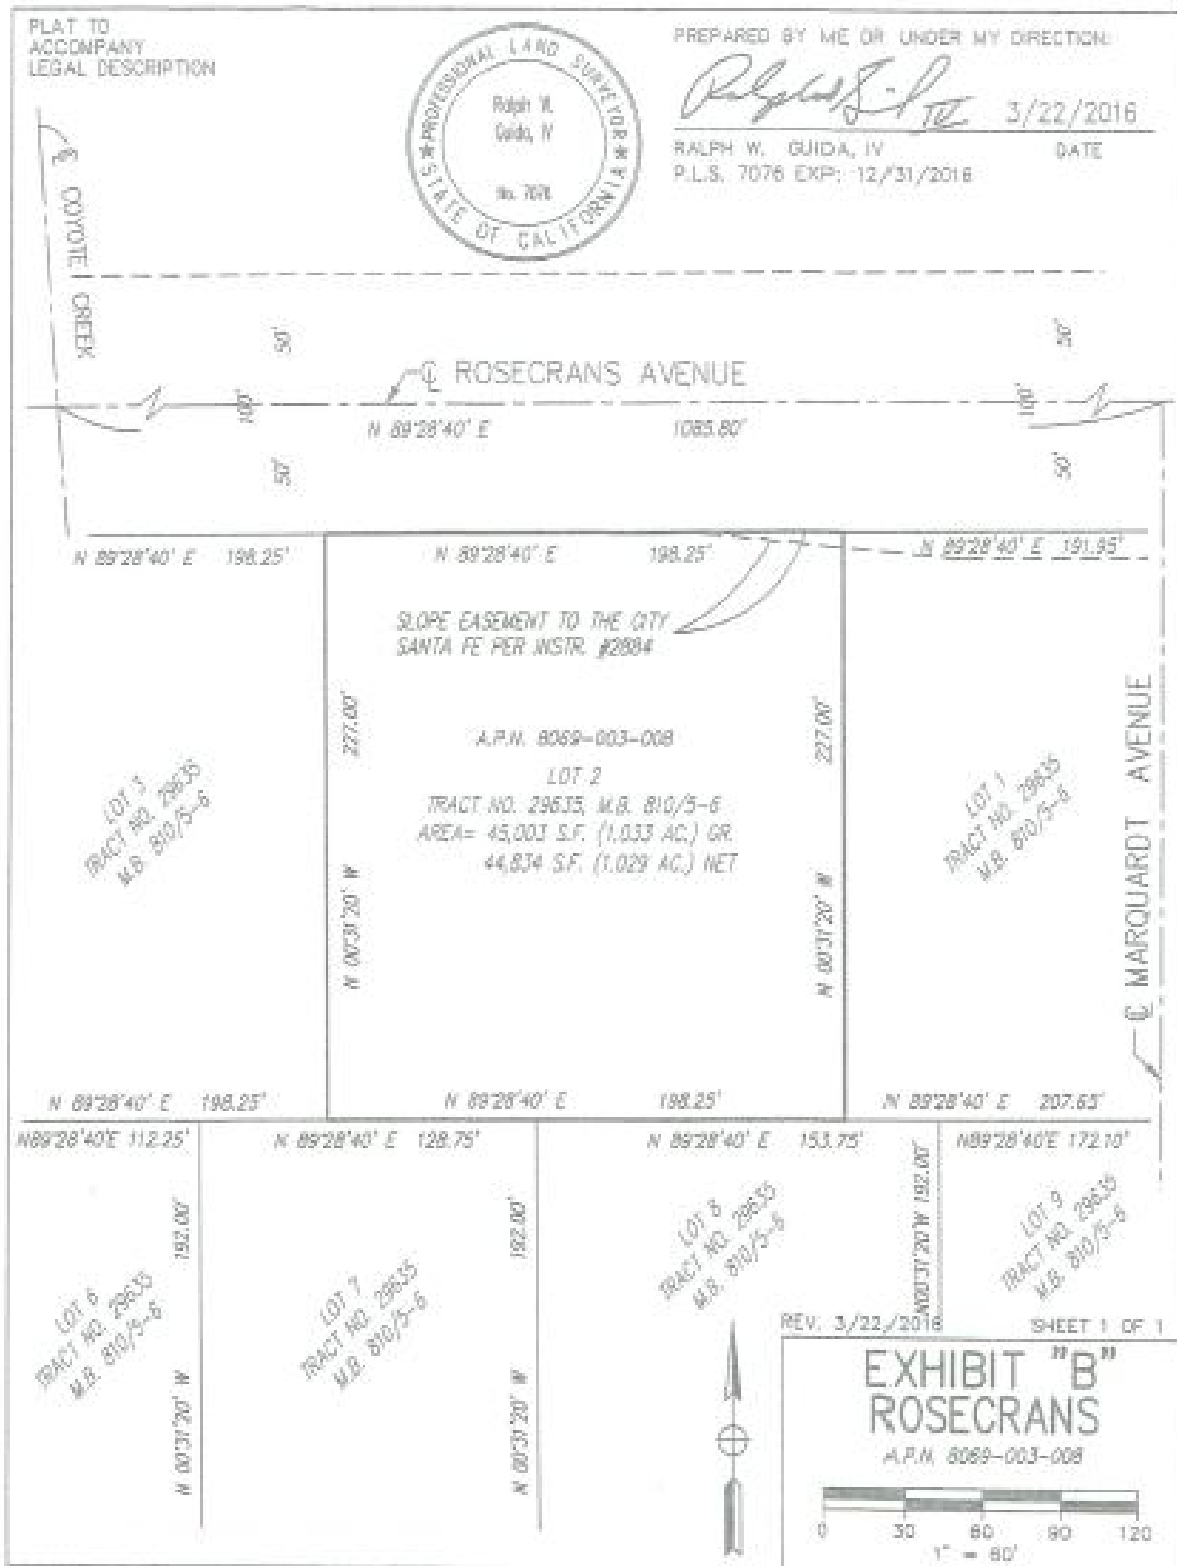 PLAT TO
ACCOMPANY
LEGAL DESCRIPTION
PROFESSIONAL LAND SURVEYOR
Ralph W.
Guida, IV
No. 7076
STATE OF CALIFORNIA
PREPARED BY ME OR UNDER MY DIRECTION:
3/22/2016
RALPH W. GUIDA, IV DATE
P.L.S. 7076 EXP: 12/31/2016
℄ COYOTE CREEK
50'
50'
℄ ROSECRANS AVENUE
100'
100'
N 89°28'40" E 1085.80'
50'
50'
N 89°28'40" E 198.25'
N 89°28'40" E 198.25'
N 89°28'40" E 191.95'
SLOPE EASEMENT TO THE CITY
SANTA FE PER INSTR. #2884
N 00°31'20" W 227.00'
N 00°31'20" W 227.00'
A.P.N. 8069-003-008
LOT 2
TRACT NO. 29635, M.B. 810/5-6
AREA= 45,003 S.F. (1.033 AC.) GR.
44,834 S.F. (1.029 AC.) NET
LOT 3
TRACT NO. 29635
M.B. 810/5-6
LOT 1
TRACT NO. 29635
M.B. 810/5-6
℄ MARQUARDT AVENUE
N 89°28'40" E 198.25'
N 89°28'40" E 198.25'
N 89°28'40" E 207.65'
N89°28'40"E 112.25'
N 89°28'40" E 128.75'
N 89°28'40" E 153.75'
N89°28'40"E 172.10'
N 00°31'20" W 192.00'
N 00°31'20" W 192.00'
N00°31'20"W 192.00'
LOT 6
TRACT NO. 29635
M.B. 810/5-6
LOT 7
TRACT NO. 29635
M.B. 810/5-6
LOT 8
TRACT NO. 29635
M.B. 810/5-6
LOT 9
TRACT NO. 29635
M.B. 810/5-6
REV. 3/22/2016 SHEET 1 OF 1
EXHIBIT "B"
ROSECRANS
A.P.N. 8069-003-008
0 30 60 90 120
1" = 60'